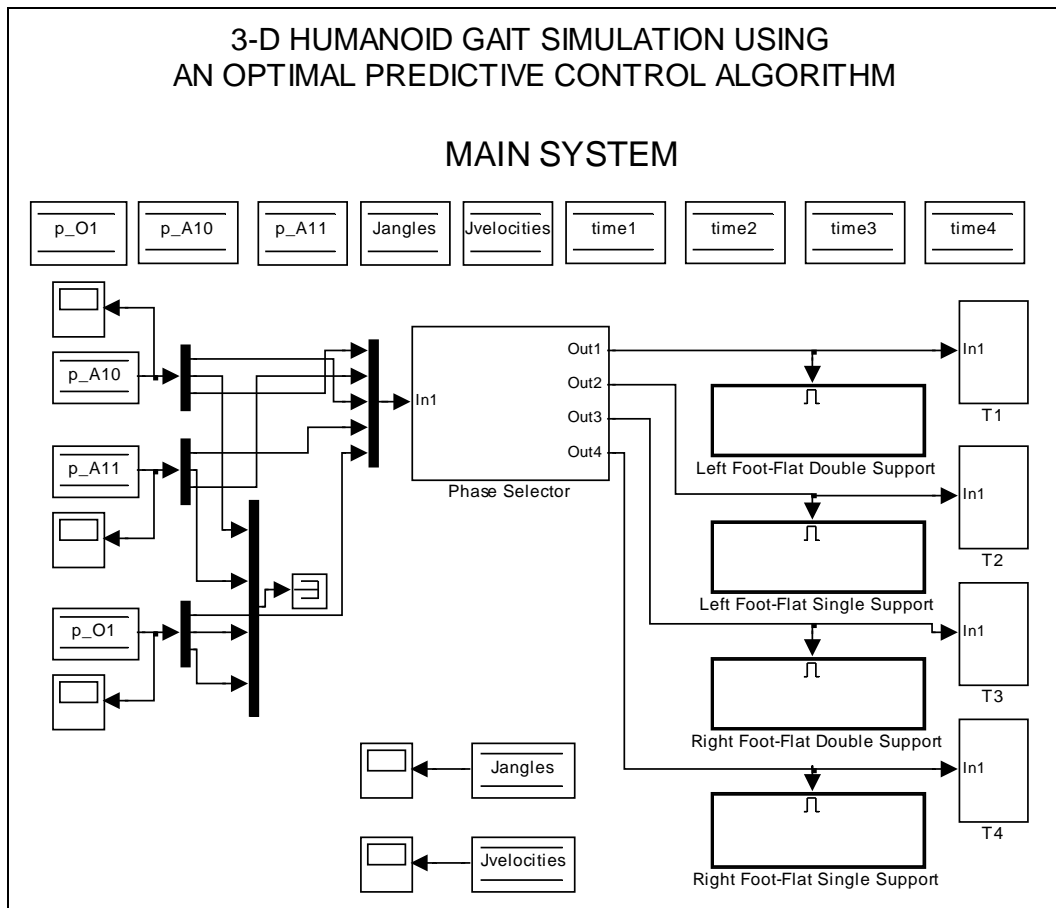 3-D HUMANOID GAIT SIMULATION USING
AN OPTIMAL PREDICTIVE CONTROL ALGORITHM
MAIN SYSTEM
p_O1
p_A10
p_A11
Jangles
Jvelocities
time1
time2
time3
time4
p_A10
p_A11
p_O1
In1
Out1
Out2
Out3
Out4
Phase Selector
Left Foot-Flat Double Support
Left Foot-Flat Single Support
Right Foot-Flat Double Support
Right Foot-Flat Single Support
In1
T1
In1
T2
In1
T3
In1
T4
Jangles
Jvelocities